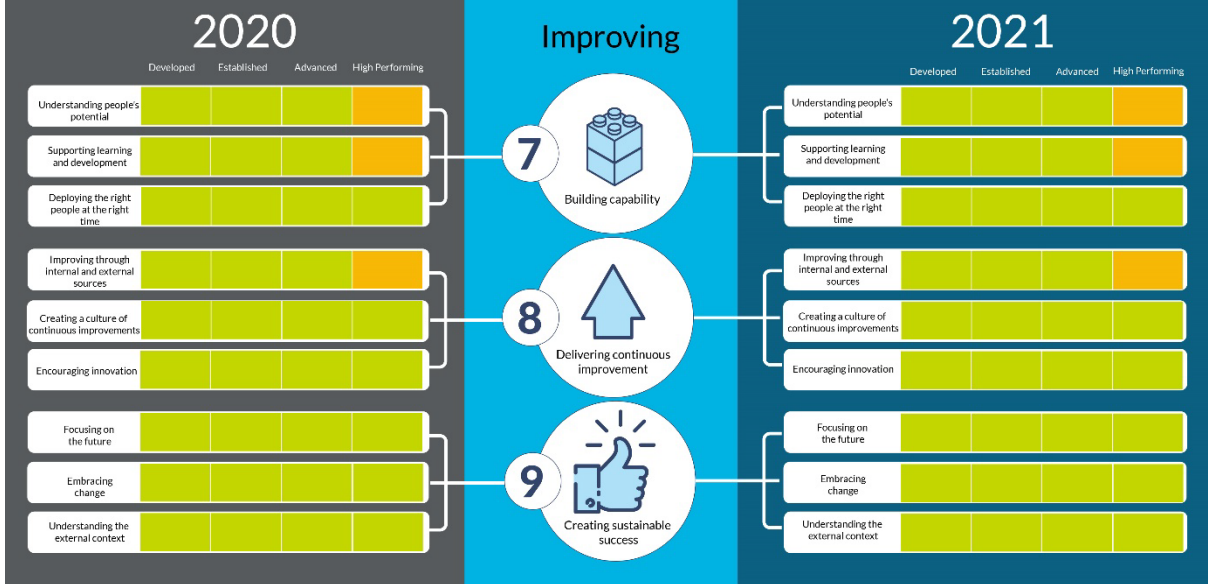 2020
Developed
Established
Advanced
High Performing
Understanding people's
potential
Supporting learning
and development
Deploying the right
people at the right
time
Improving through
internal and external
sources
Creating a culture of
continuous improvements
Encouraging innovation
Focusing on
the future
Embracing
change
Understanding the
external context
Improving
7
Building capability
8
Delivering continuous
improvement
9
Creating sustainable
success
2021
Developed
Established
Advanced
High Performing
Understanding people's
potential
Supporting learning
and development
Deploying the right
people at the right
time
Improving through
internal and external
sources
Creating a culture of
continuous improvements
Encouraging innovation
Focusing on
the future
Embracing
change
Understanding the
external context